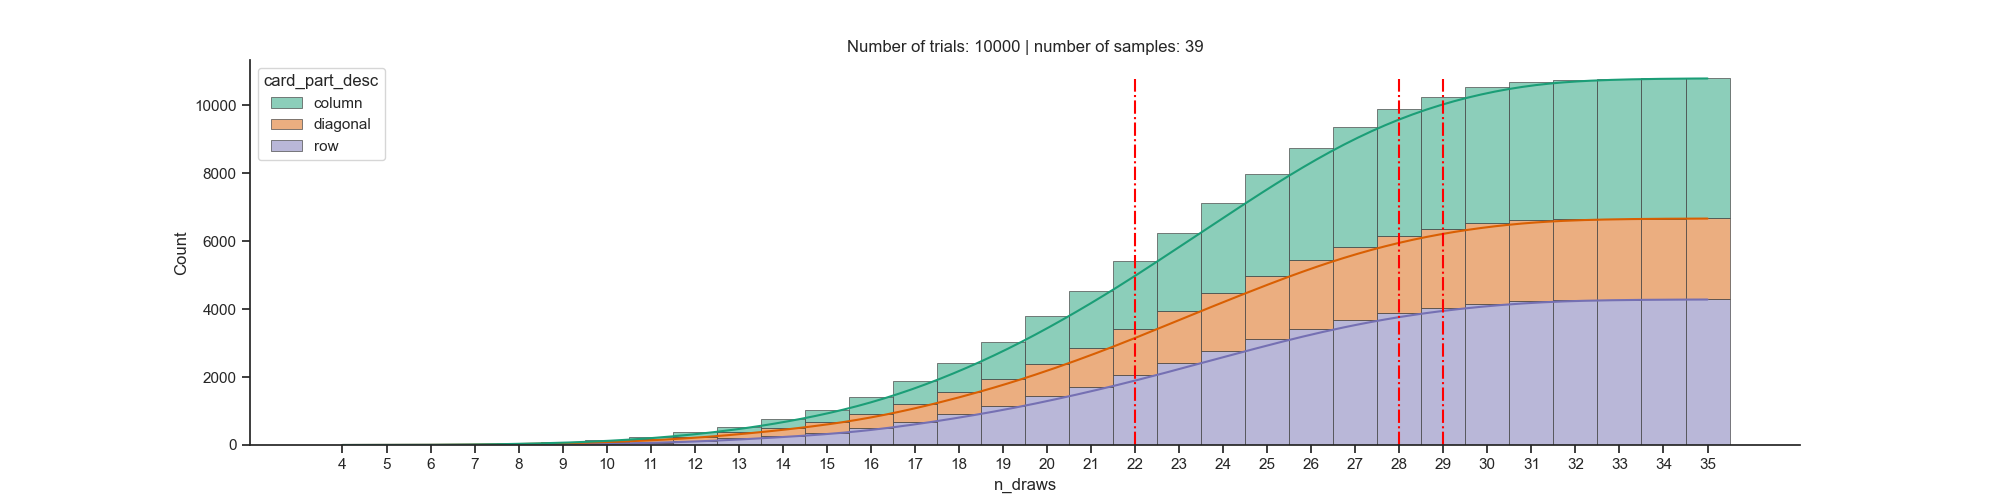 Number of trials: 10000 | number of samples: 39
card_part_desc
column
diagonal
row
10000
8000
6000
4000
2000
0
Count
4 5 6 7 8 9 10 11 12 13 14 15 16 17 18 19 20 21 22 23 24 25 26 27 28 29 30 31 32 33 34 35
n_draws